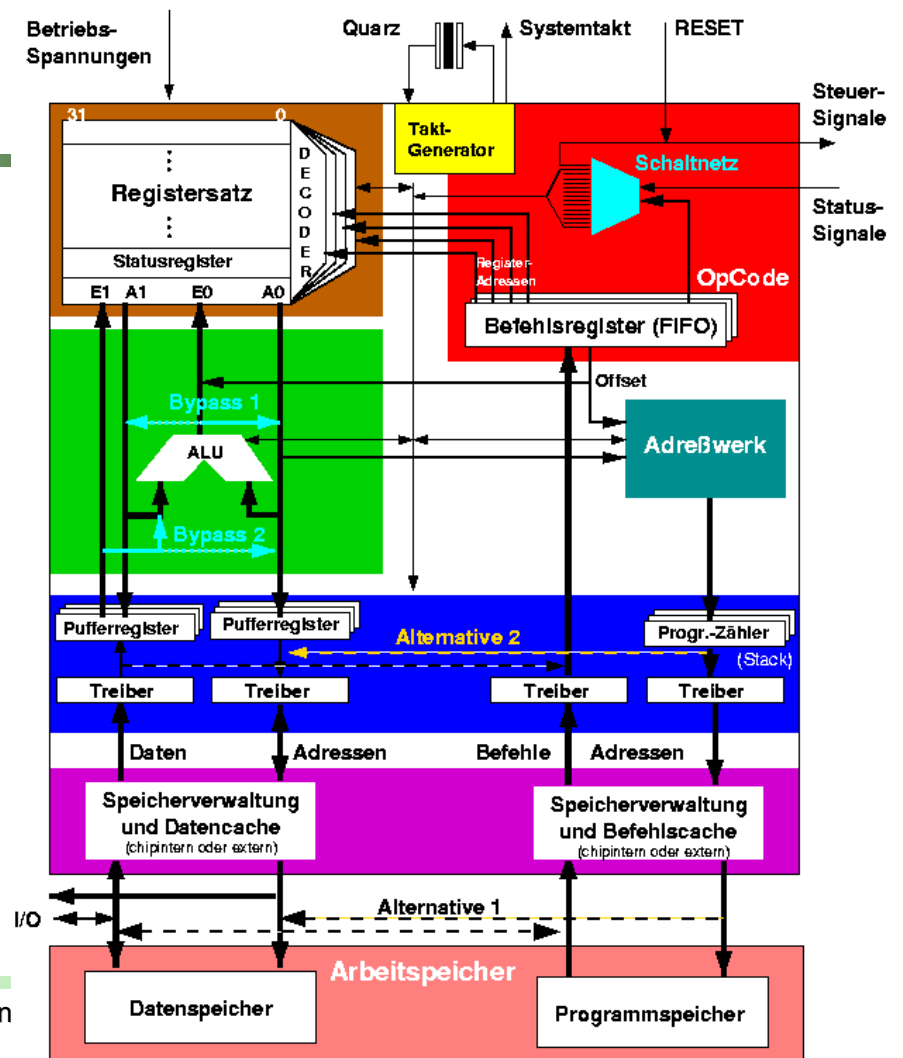 Betriebs-
Spannungen
Quarz
Systemtakt
RESET
Steuer-
Signale
31
0
Takt-
Generator
Schaltnetz
DECODER
Registersatz
Status-
Signale
Statusregister
Register-
Adressen
OpCode
E1 A1 E0 A0
Befehlsregister (FIFO)
Offset
Bypass 1
ALU
Adreßwerk
Bypass 2
Pufferregister
Pufferregister
Alternative 2
Progr.-Zähler
(Stack)
Treiber
Treiber
Treiber
Treiber
Daten
Adressen
Befehle
Adressen
Speicherverwaltung
und Datencache
(chipintern oder extern)
Speicherverwaltung
und Befehlscache
(chipintern oder extern)
I/O
Alternative 1
Arbeitspeicher
Datenspeicher
Programmspeicher
n